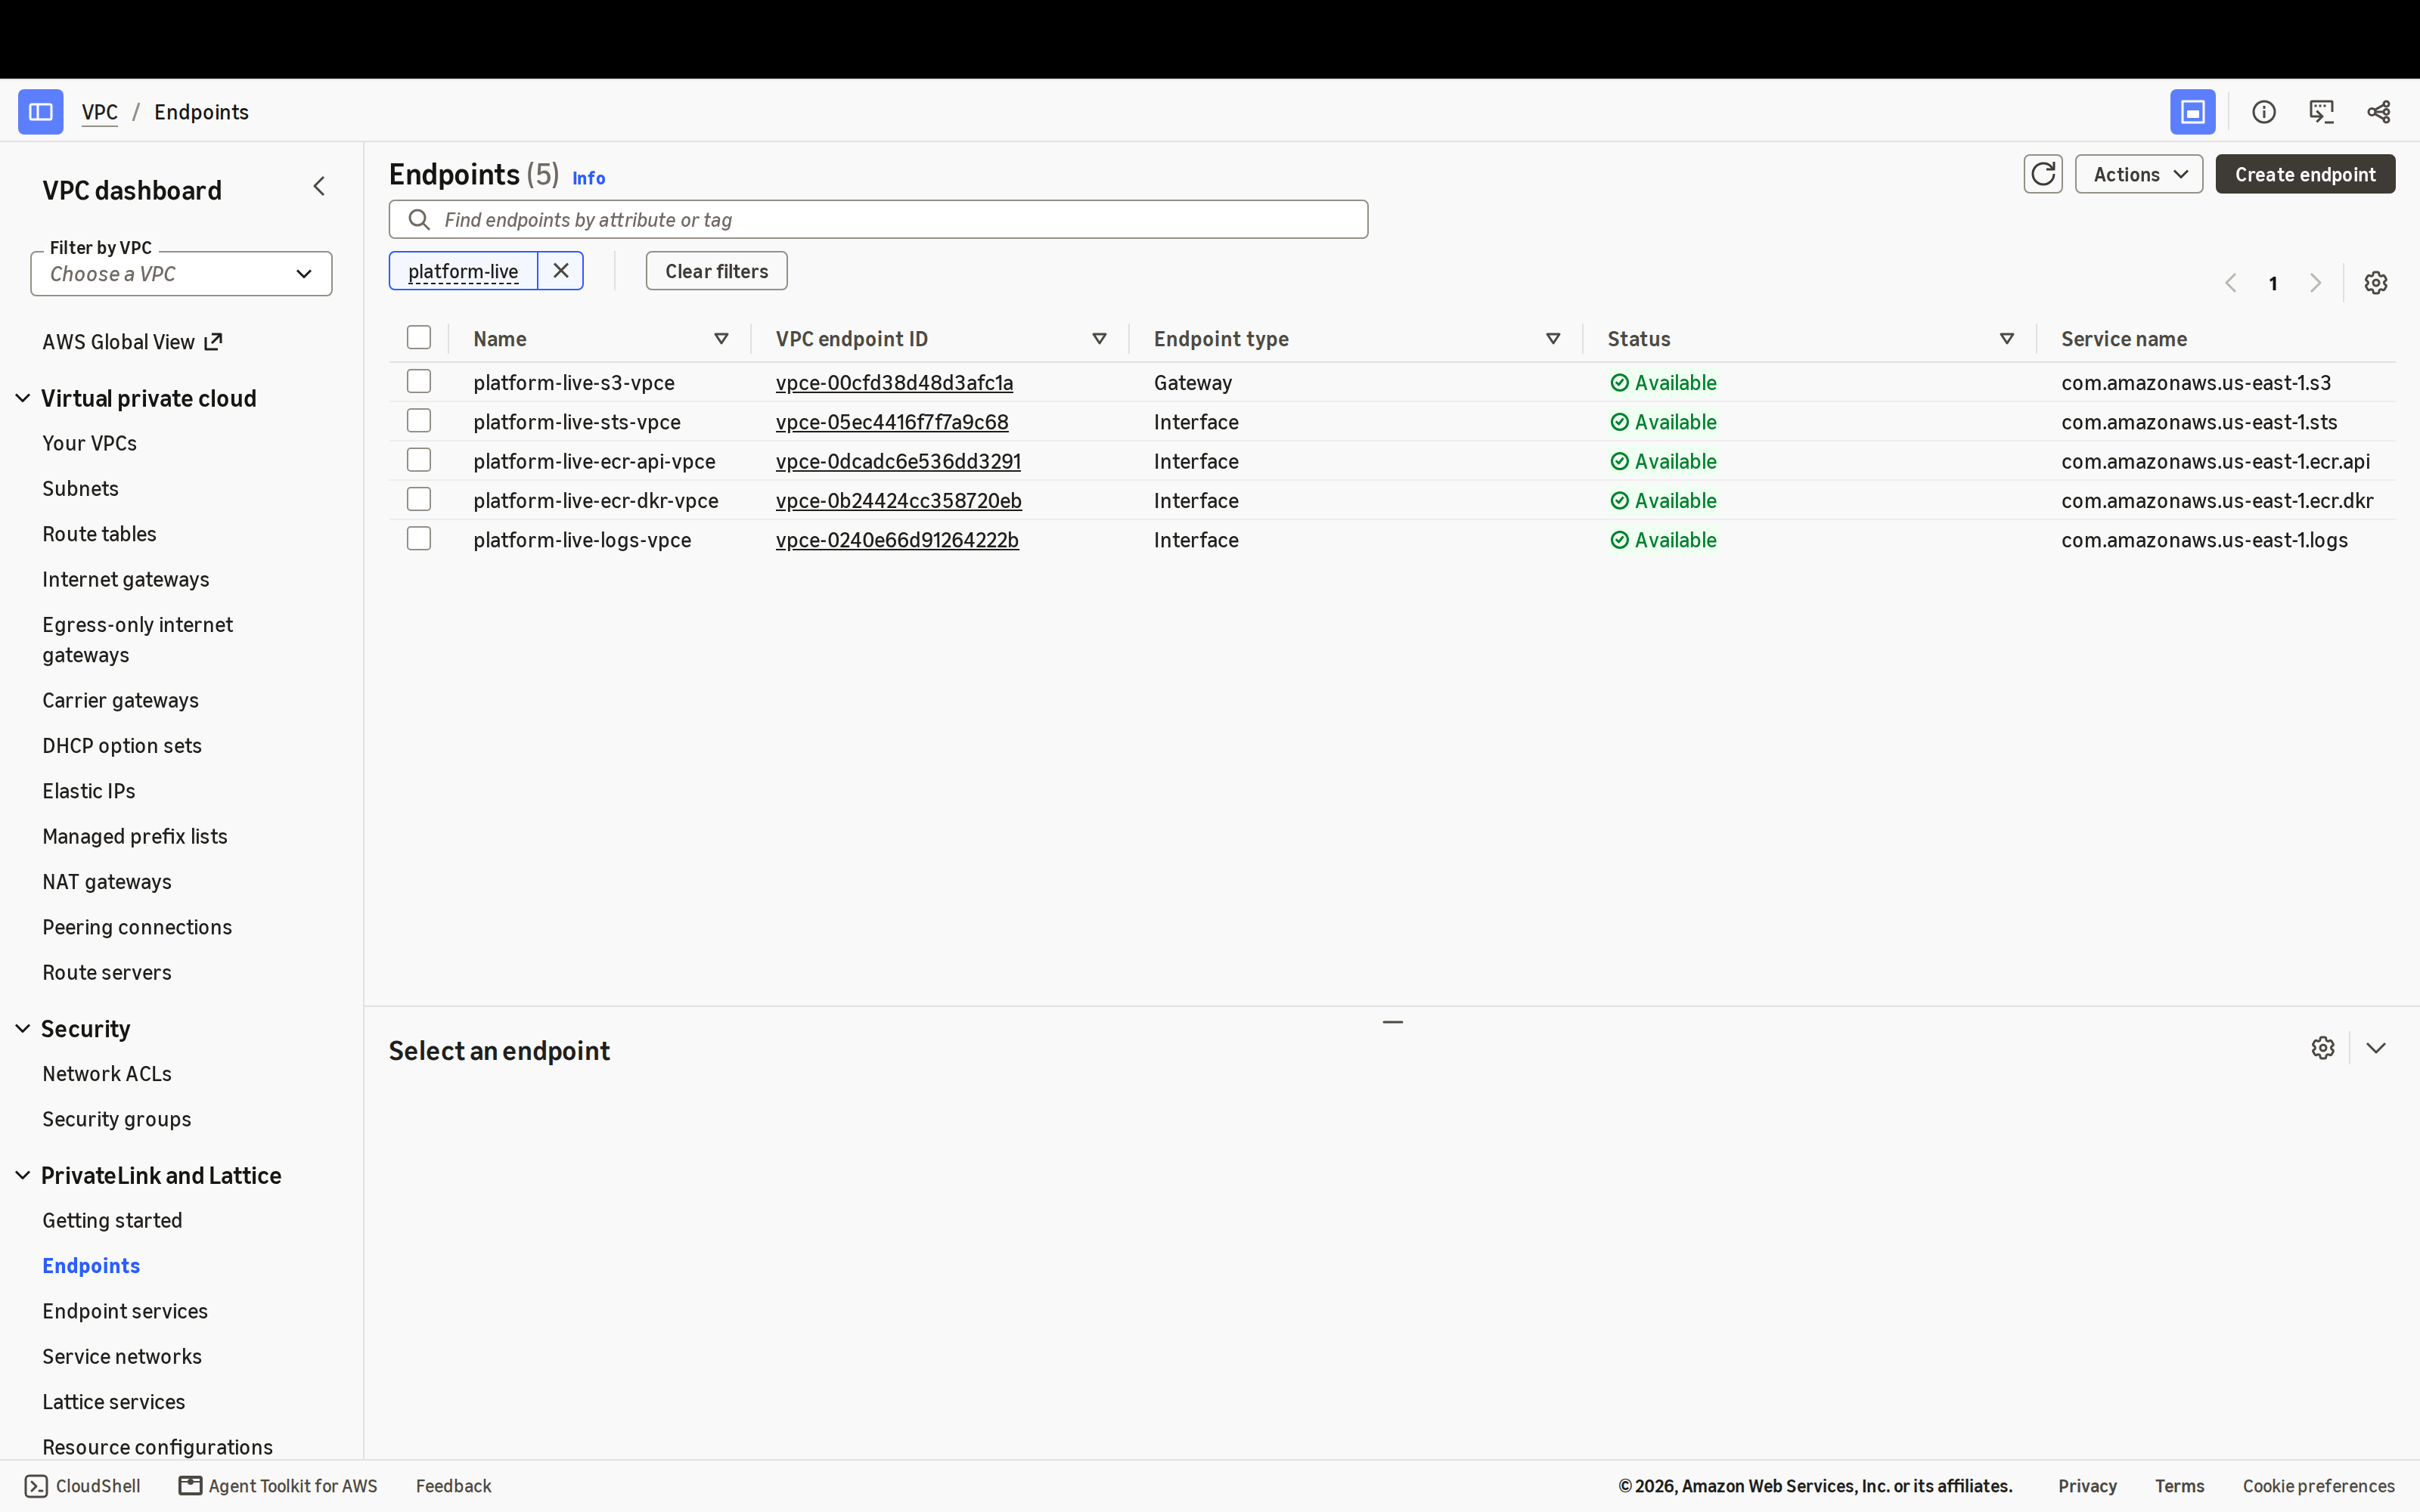 VPC / Endpoints
VPC dashboard
Filter by VPC
Choose a VPC
AWS Global View
Virtual private cloud
Your VPCs
Subnets
Route tables
Internet gateways
Egress-only internet
gateways
Carrier gateways
DHCP option sets
Elastic IPs
Managed prefix lists
NAT gateways
Peering connections
Route servers
Security
Network ACLs
Security groups
PrivateLink and Lattice
Getting started
Endpoints
Endpoint services
Service networks
Lattice services
Resource configurations
Endpoints (5) Info
Actions
Create endpoint
Find endpoints by attribute or tag
platform-live
Clear filters
1
Name VPC endpoint ID Endpoint type Status Service name
platform-live-s3-vpce vpce-00cfd38d48d3afc1a Gateway Available com.amazonaws.us-east-1.s3
platform-live-sts-vpce vpce-05ec4416f7f7a9c68 Interface Available com.amazonaws.us-east-1.sts
platform-live-ecr-api-vpce vpce-0dcadc6e536dd3291 Interface Available com.amazonaws.us-east-1.ecr.api
platform-live-ecr-dkr-vpce vpce-0b24424cc358720eb Interface Available com.amazonaws.us-east-1.ecr.dkr
platform-live-logs-vpce vpce-0240e66d91264222b Interface Available com.amazonaws.us-east-1.logs
Select an endpoint
CloudShell Agent Toolkit for AWS Feedback © 2026, Amazon Web Services, Inc. or its affiliates. Privacy Terms Cookie preferences